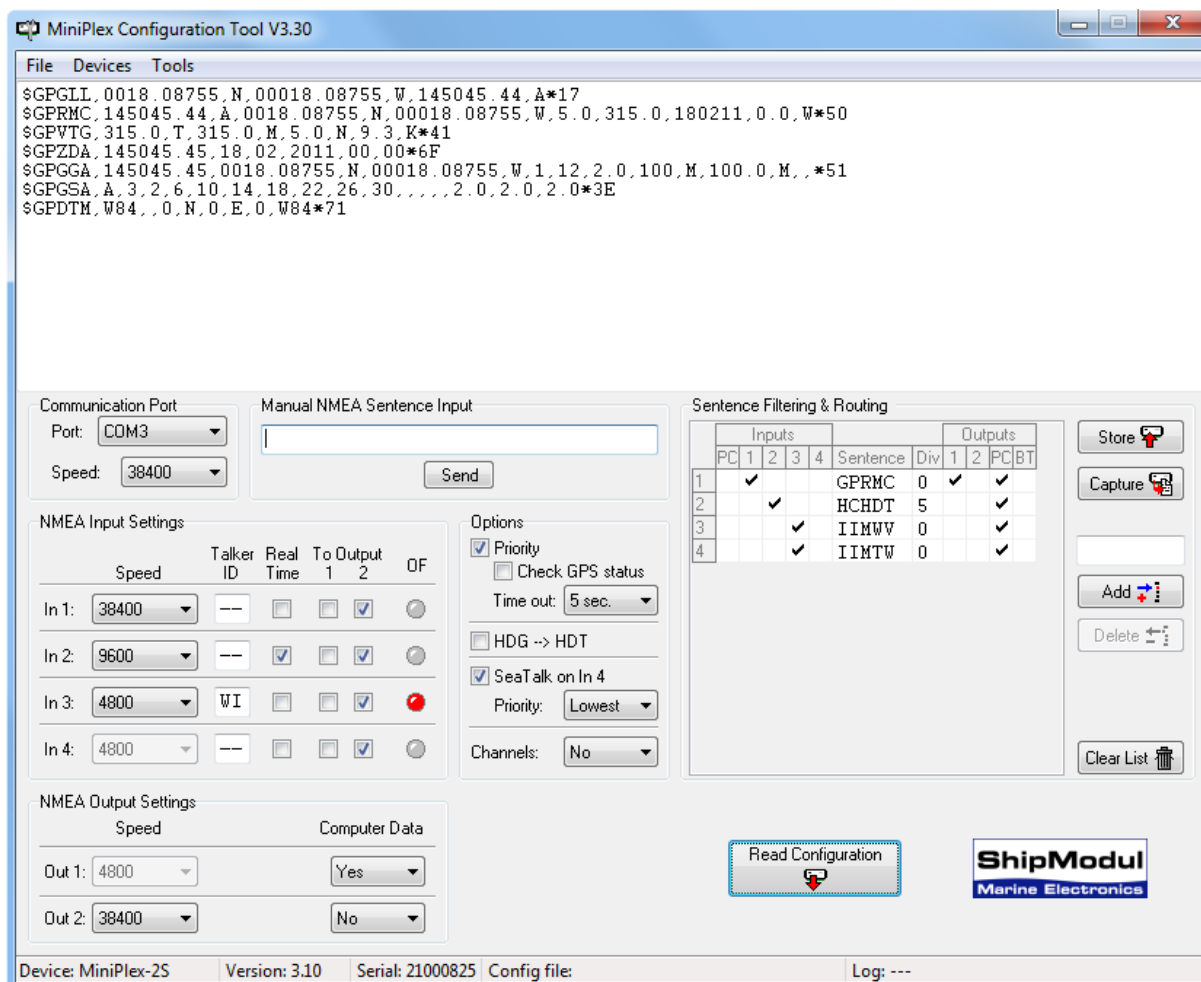 MiniPlex Configuration Tool V3.30
File Devices Tools
$GPGLL,0018.08755,N,00018.08755,W,145045.44,A*17
$GPRMC,145045.44,A,0018.08755,N,00018.08755,W,5.0,315.0,180211,0.0,W*50
$GPVTG,315.0,T,315.0,M,5.0,N,9.3,K*41
$GPZDA,145045.45,18,02,2011,00,00*6F
$GPGGA,145045.45,0018.08755,N,00018.08755,W,1,12,2.0,100,M,100.0,M,,*51
$GPGSA,A,3,2,6,10,14,18,22,26,30,,,,,2.0,2.0,2.0*3E
$GPDTM,W84,,0,N,0,E,0,W84*71
Communication Port
Port: COM3
Speed: 38400
Manual NMEA Sentence Input
Send
NMEA Input Settings
Speed Talker ID Real Time To Output 1 2 OF
In 1: 38400 --
In 2: 9600 --
In 3: 4800 WI
In 4: 4800 --
Options
Priority
Check GPS status
Time out: 5 sec.
HDG --> HDT
SeaTalk on In 4
Priority: Lowest
Channels: No
Sentence Filtering & Routing
Inputs Outputs
PC 1 2 3 4 Sentence Div 1 2 PC BT
1 GPRMC 0
2 HCHDT 5
3 IIMWV 0
4 IIMTW 0
Store
Capture
Add
Delete
Clear List
NMEA Output Settings
Speed Computer Data
Out 1: 4800 Yes
Out 2: 38400 No
Read Configuration
ShipModul
Marine Electronics
Device: MiniPlex-2S Version: 3.10 Serial: 21000825 Config file: Log: ---